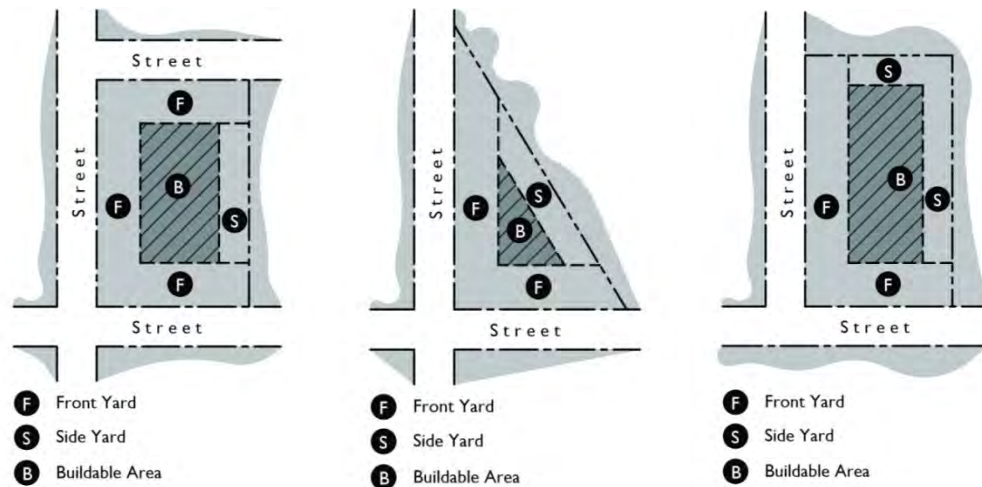 Street
F
Street
F
B
S
F
Street
F Front Yard
S Side Yard
B Buildable Area
Street
F
S
B
F
Street
F Front Yard
S Side Yard
B Buildable Area
Street
S
B
F
S
F
Street
F Front Yard
S Side Yard
B Buildable Area